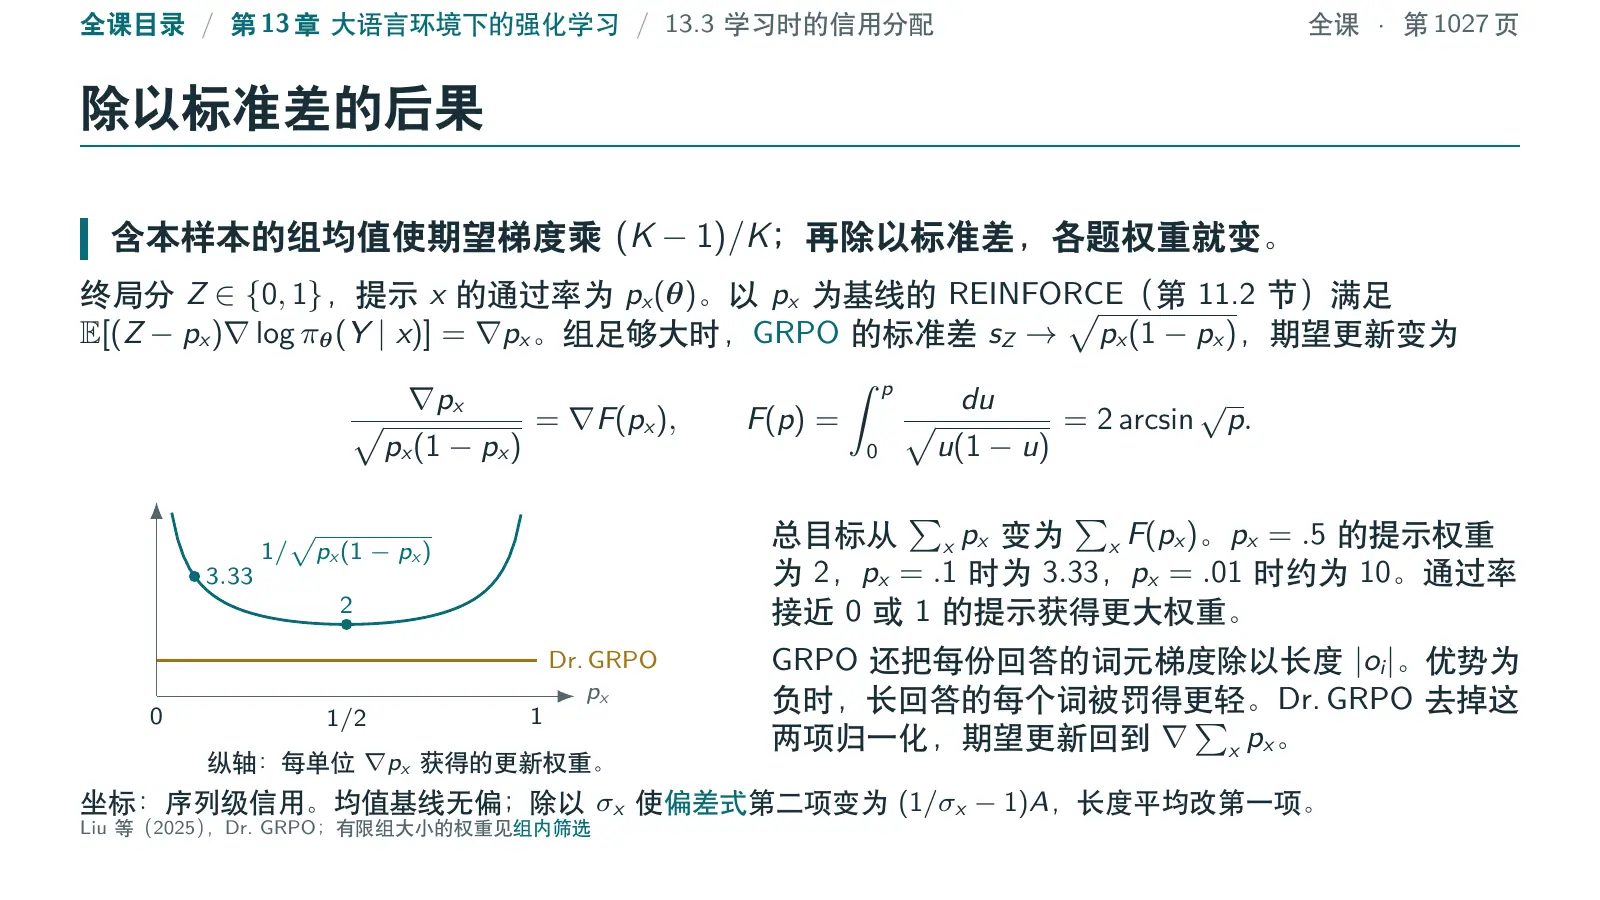 全课目录 / 第 13 章 大语言环境下的强化学习 / 13.3 学习时的信用分配
全课 · 第 1027 页
除以标准差的后果
含本样本的组均值使期望梯度乘 (K − 1)/K；再除以标准差，各题权重就变。
终局分 Z ∈ {0, 1}，提示 x 的通过率为 pₓ(θ)。以 pₓ 为基线的 REINFORCE（第 11.2 节）满足
𝔼[(Z − pₓ)∇ log π_θ(Y | x)] = ∇pₓ。组足够大时，GRPO 的标准差 s_Z → √(pₓ(1 − pₓ))，期望更新变为
∇pₓ / √(pₓ(1 − pₓ)) = ∇F(pₓ), F(p) = ∫₀ᵖ du / √(u(1 − u)) = 2 arcsin √p.
1/√(pₓ(1 − pₓ))
3.33
2
Dr. GRPO
pₓ
0 1/2 1
纵轴：每单位 ∇pₓ 获得的更新权重。
总目标从 ∑ₓ pₓ 变为 ∑ₓ F(pₓ)。pₓ = .5 的提示权重
为 2，pₓ = .1 时为 3.33，pₓ = .01 时约为 10。通过率
接近 0 或 1 的提示获得更大权重。
GRPO 还把每份回答的词元梯度除以长度 |oᵢ|。优势为
负时，长回答的每个词被罚得更轻。Dr. GRPO 去掉这
两项归一化，期望更新回到 ∇ ∑ₓ pₓ。
坐标：序列级信用。均值基线无偏；除以 σₓ 使偏差式第二项变为 (1/σₓ − 1)A，长度平均改第一项。
Liu 等（2025），Dr. GRPO；有限组大小的权重见组内筛选